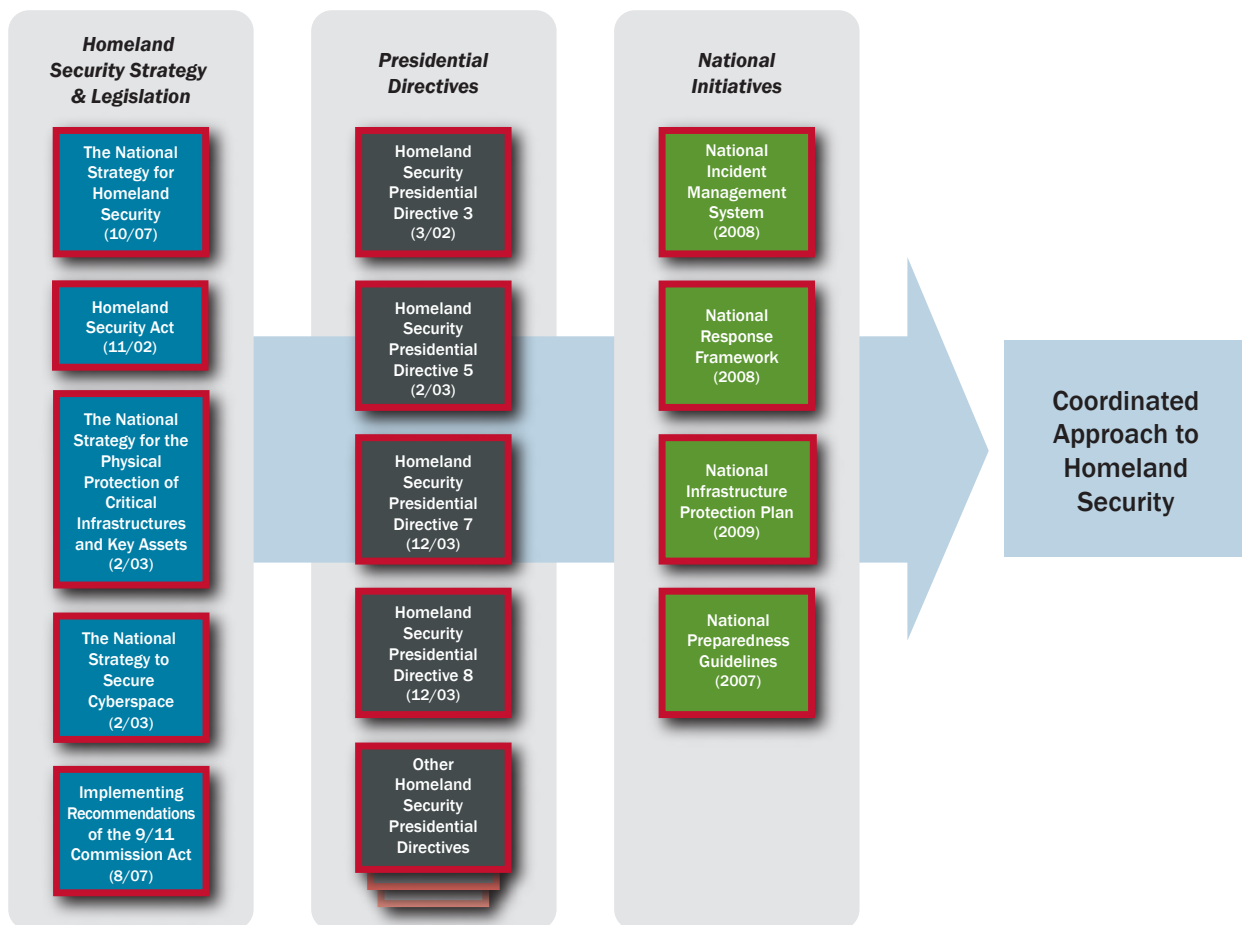 Homeland
Security Strategy
& Legislation
The National
Strategy for
Homeland
Security
(10/07)
Homeland
Security Act
(11/02)
The National
Strategy for the
Physical
Protection of
Critical
Infrastructures
and Key Assets
(2/03)
The National
Strategy to
Secure
Cyberspace
(2/03)
Implementing
Recommendations
of the 9/11
Commission Act
(8/07)
Presidential
Directives
Homeland
Security
Presidential
Directive 3
(3/02)
Homeland
Security
Presidential
Directive 5
(2/03)
Homeland
Security
Presidential
Directive 7
(12/03)
Homeland
Security
Presidential
Directive 8
(12/03)
Other
Homeland
Security
Presidential
Directives
National
Initiatives
National
Incident
Management
System
(2008)
National
Response
Framework
(2008)
National
Infrastructure
Protection Plan
(2009)
National
Preparedness
Guidelines
(2007)
Coordinated
Approach to
Homeland
Security